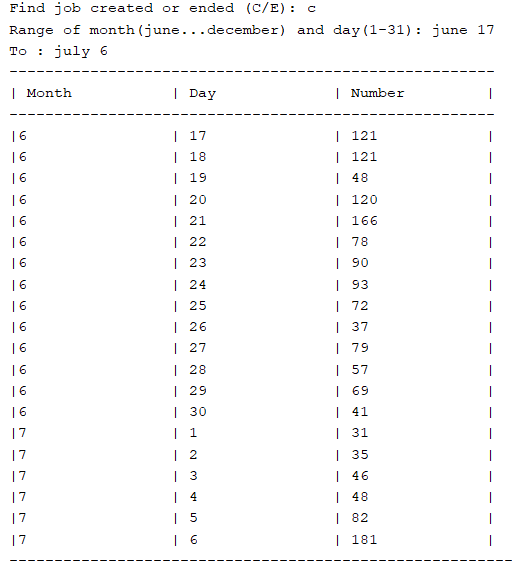 Find job created or ended (C/E): c
Range of month(june...december) and day(1-31): june 17
To : july 6
------------------------------------------------------
| Month | Day | Number |
------------------------------------------------------
|6 | 17 | 121 |
|6 | 18 | 121 |
|6 | 19 | 48 |
|6 | 20 | 120 |
|6 | 21 | 166 |
|6 | 22 | 78 |
|6 | 23 | 90 |
|6 | 24 | 93 |
|6 | 25 | 72 |
|6 | 26 | 37 |
|6 | 27 | 79 |
|6 | 28 | 57 |
|6 | 29 | 69 |
|6 | 30 | 41 |
|7 | 1 | 31 |
|7 | 2 | 35 |
|7 | 3 | 46 |
|7 | 4 | 48 |
|7 | 5 | 82 |
|7 | 6 | 181 |
--------------------------------------------------------